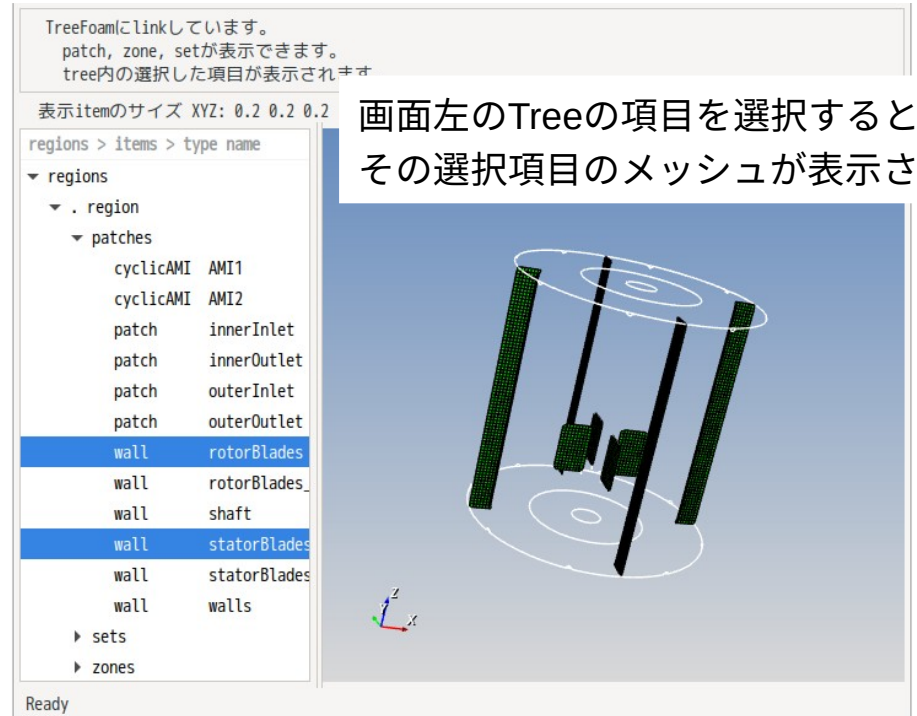 TreeFoamにlinkしています。
patch, zone, setが表示できます。
tree内の選択した項目が表示されます
表示itemのサイズ XYZ: 0.2 0.2 0.2
画面左のTreeの項目を選択すると
その選択項目のメッシュが表示さ
regions > items > type name
regions
. region
patches
cyclicAMI AMI1
cyclicAMI AMI2
patch innerInlet
patch innerOutlet
patch outerInlet
patch outerOutlet
wall rotorBlades
wall rotorBlades_
wall shaft
wall statorBlades
wall statorBlades
wall walls
sets
zones
Z
Y
X
Ready